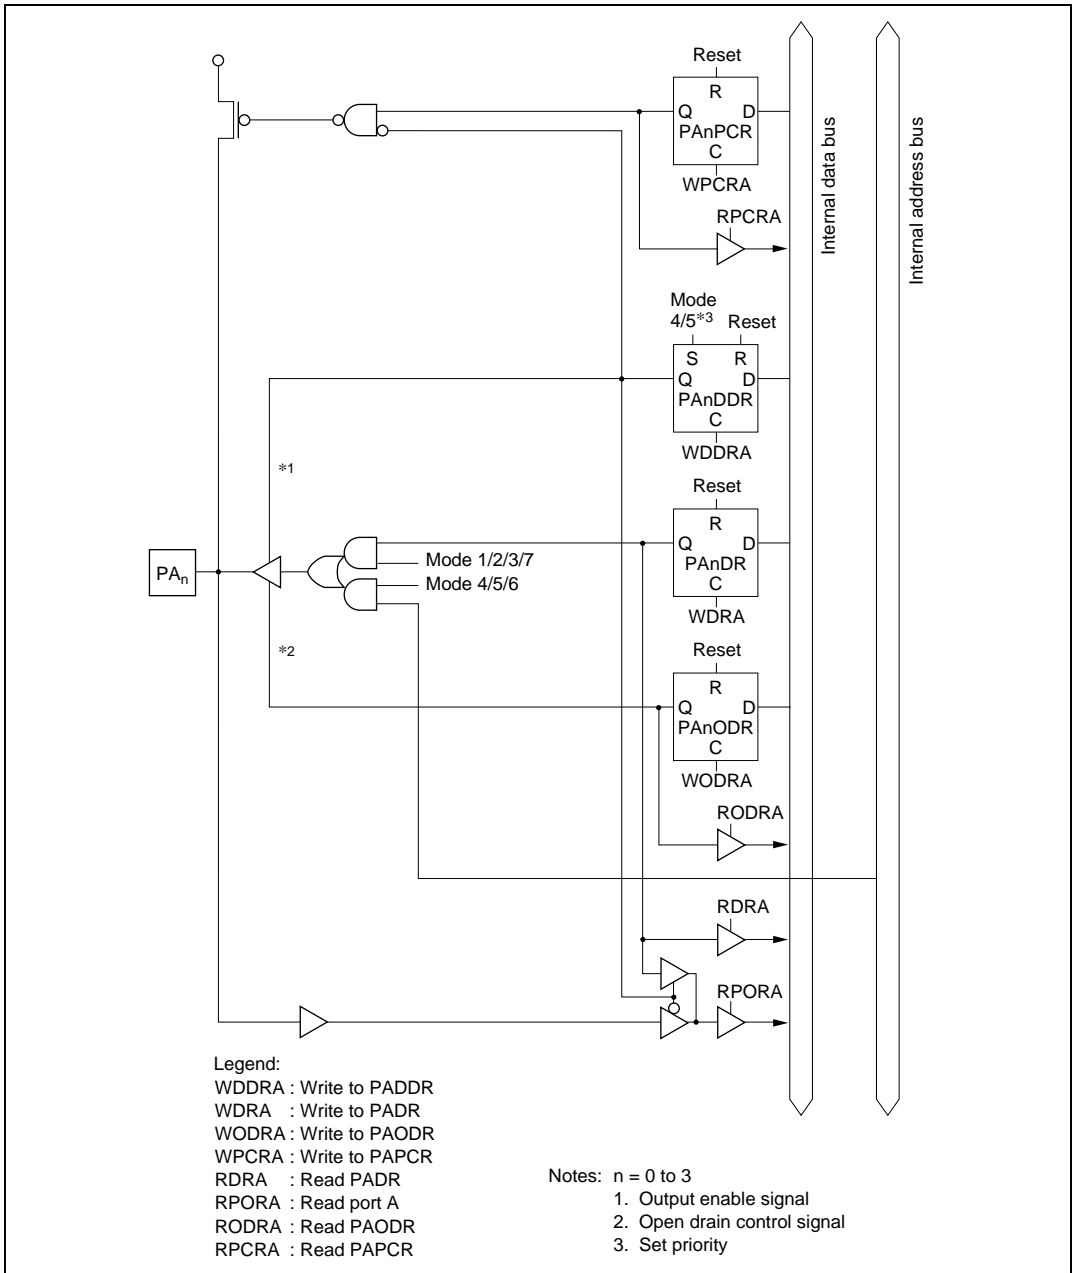 Reset
R
Q D
PAnPCR
C
WPCRA
RPCRA
Internal data bus
Internal address bus
Mode
4/5*3 Reset
S R
Q D
PAnDDR
C
WDDRA
*1
Reset
R
Q D
PAnDR
C
WDRA
Mode 1/2/3/7
Mode 4/5/6
PAn
*2
Reset
R
Q D
PAnODR
C
WODRA
RODRA
RDRA
RPORA
Legend:
WDDRA : Write to PADDR
WDRA : Write to PADR
WODRA : Write to PAODR
WPCRA : Write to PAPCR
RDRA : Read PADR
RPORA : Read port A
RODRA : Read PAODR
RPCRA : Read PAPCR
Notes: n = 0 to 3
1. Output enable signal
2. Open drain control signal
3. Set priority